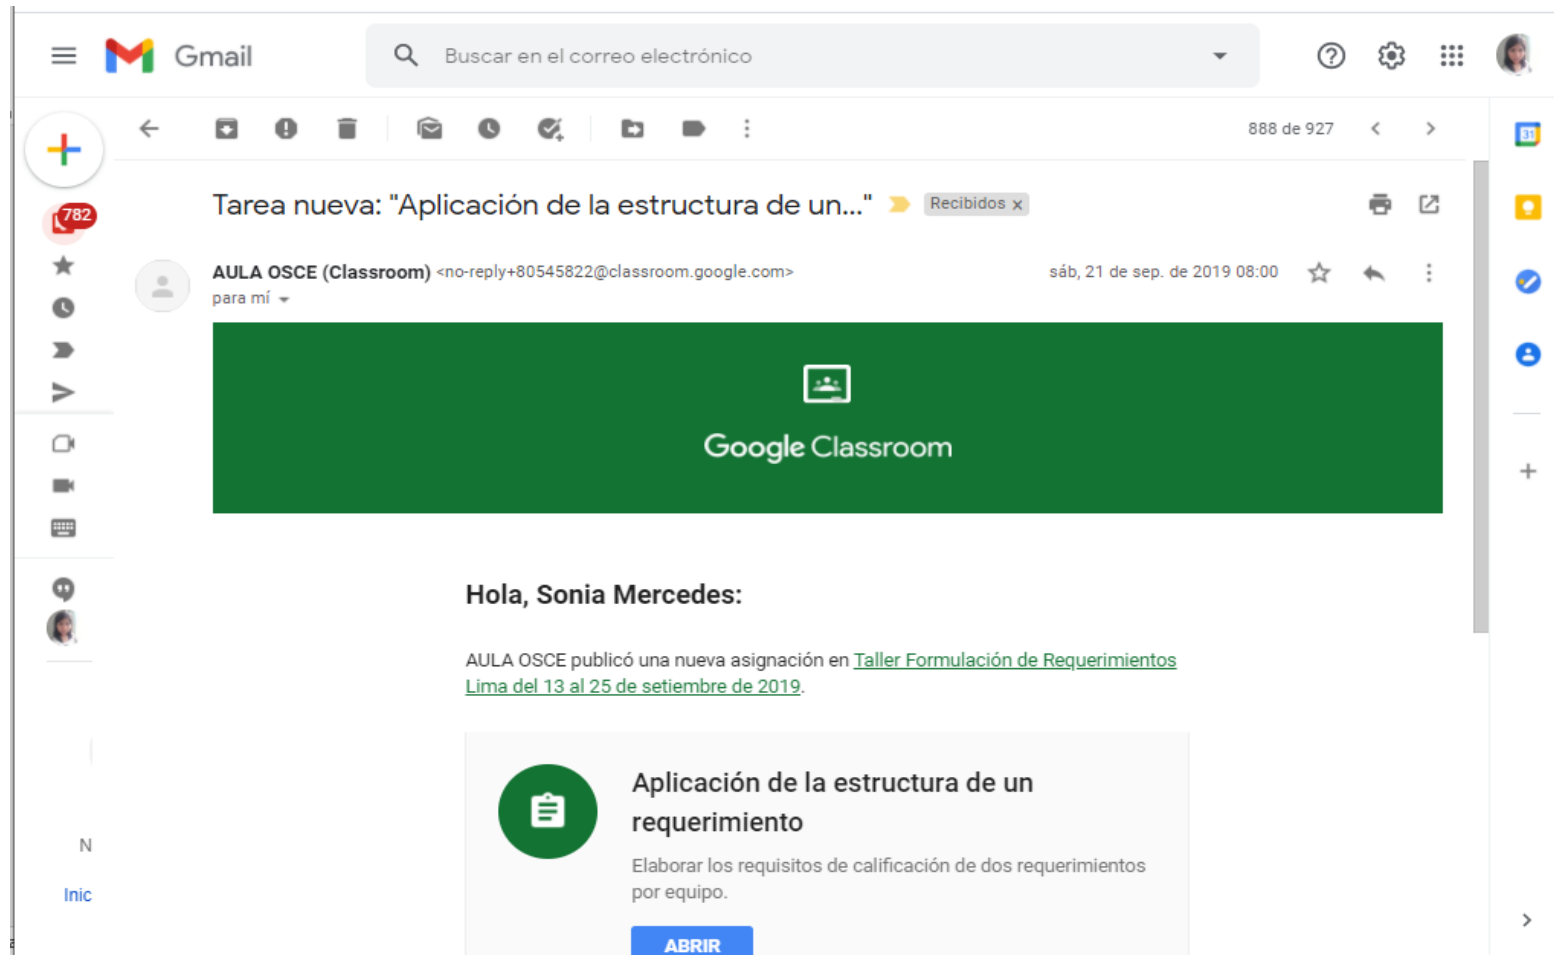 Gmail
Buscar en el correo electrónico
888 de 927
31
782
Tarea nueva: "Aplicación de la estructura de un..."
Recibidos x
AULA OSCE (Classroom) <no-reply+80545822@classroom.google.com>
sáb, 21 de sep. de 2019 08:00
para mí
Google Classroom
Hola, Sonia Mercedes:
AULA OSCE publicó una nueva asignación en Taller Formulación de Requerimientos
Lima del 13 al 25 de setiembre de 2019.
Aplicación de la estructura de un
requerimiento
Elaborar los requisitos de calificación de dos requerimientos
por equipo.
ABRIR
N
Inic